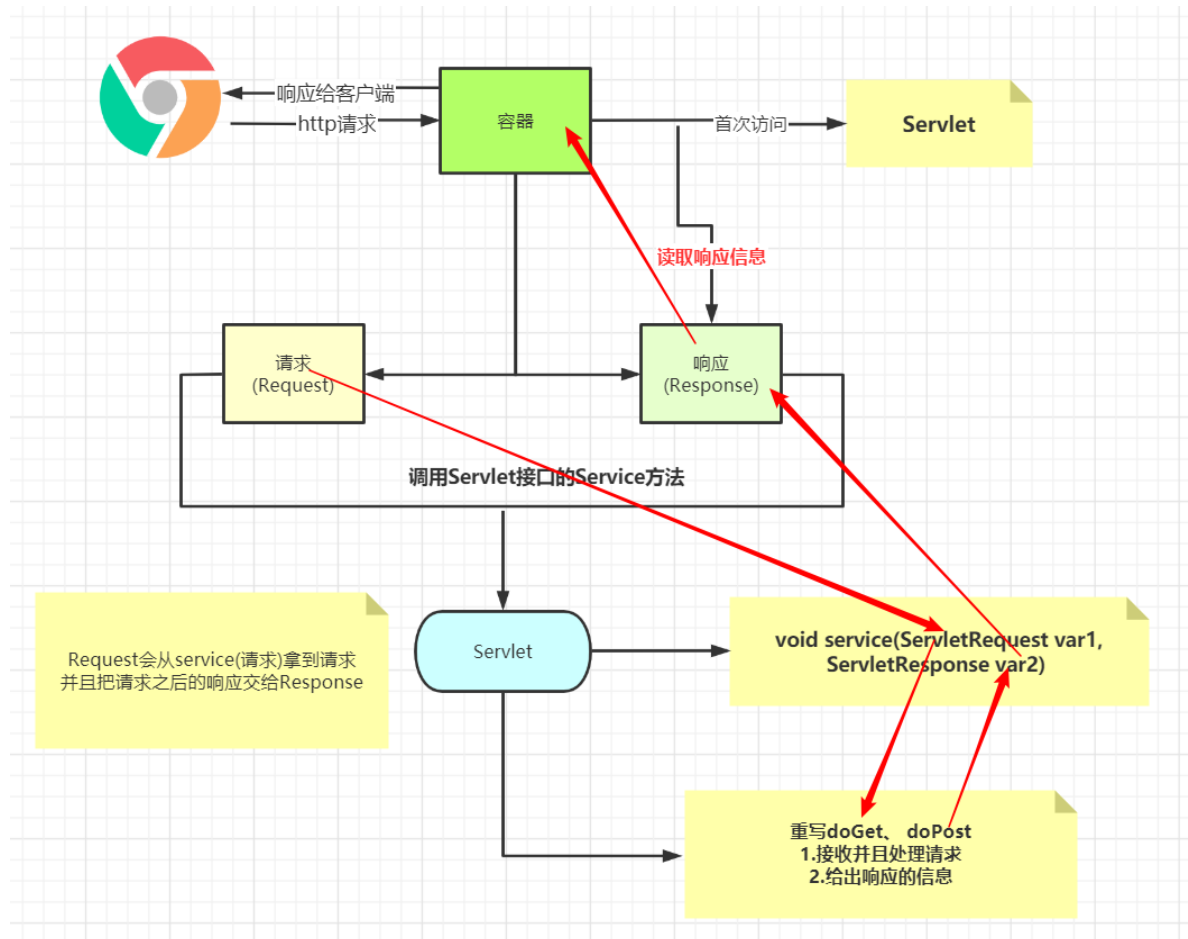 响应给客户端
http请求
容器
首次访问
Servlet
读取响应信息
请求
(Request)
响应
(Response)
调用Servlet接口的Service方法
Request会从service(请求)拿到请求
并且把请求之后的响应交给Response
Servlet
void service(ServletRequest var1,
ServletResponse var2)
重写doGet、 doPost
1.接收并且处理请求
2.给出响应的信息